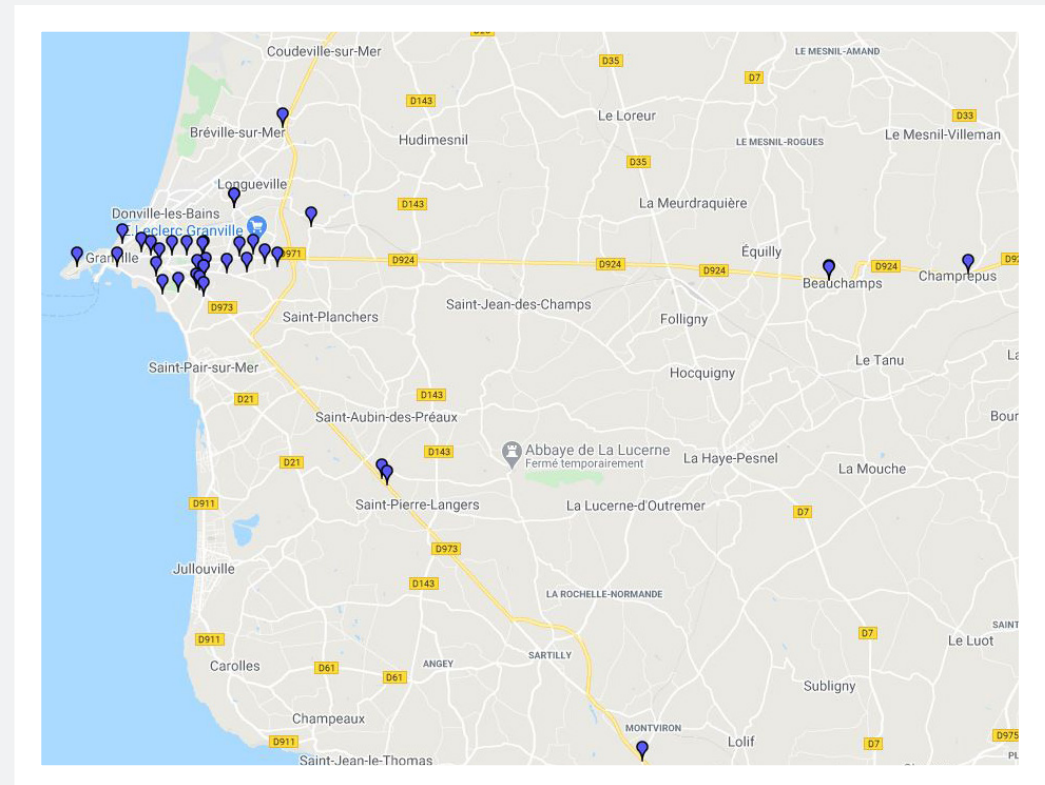 Coudeville-sur-Mer
LE MESNIL-AMAND
D35
D7
D143
D33
Le Loreur
Bréville-sur-Mer
Hudimesnil
LE MESNIL-ROGUES
Le Mesnil-Villeman
D35
Longueville
D143
La Meurdraquière
Donville-les-Bains
E.Leclerc Granville
Équilly
Granville
D971
D924
D924
D924
D924
Beauchamps
Champrepus
D973
Saint-Planchers
Saint-Jean-des-Champs
Folligny
Saint-Pair-sur-Mer
Le Tanu
Hocquigny
D143
D21
Saint-Aubin-des-Préaux
D143
Abbaye de La Lucerne
Fermé temporairement
D21
La Haye-Pesnel
La Mouche
D911
Saint-Pierre-Langers
La Lucerne-d'Outremer
D7
D973
Jullouville
D143
LA ROCHELLE-NORMANDE
D911
D7
Le Luot
SARTILLY
Carolles
D61
ANGEY
D61
Subligny
Champeaux
MONTVIRON
D911
Lolif
D7
D975
Saint-Jean-le-Thomas